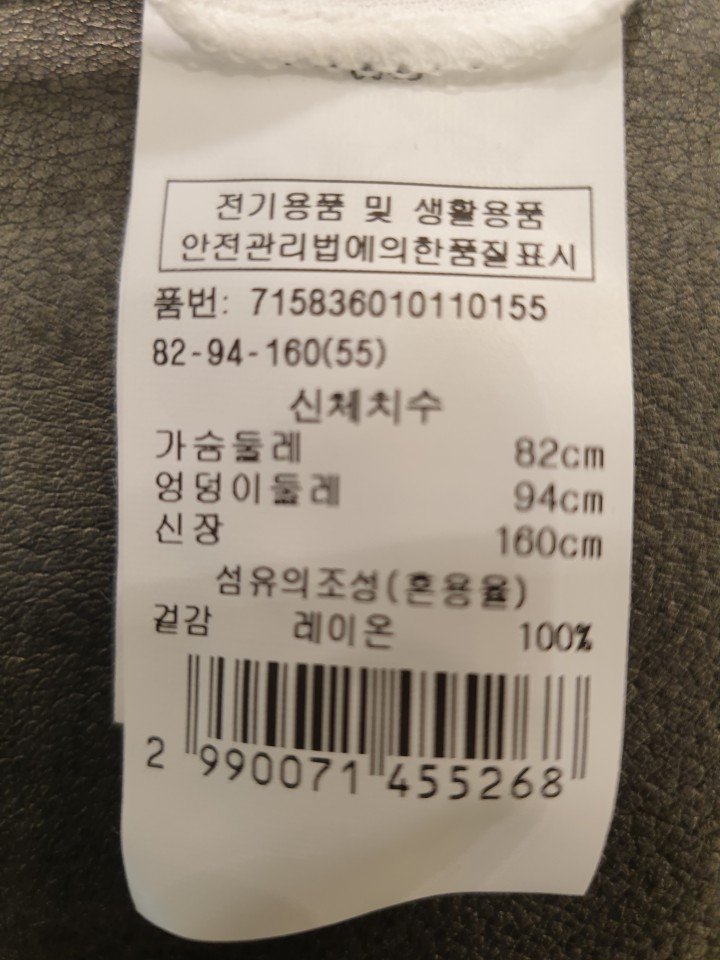 전기용품 및 생활용품
안전관리법에의한품질표시
품번: 715836010110155
82-94-160(55)
신체치수
가슴둘레 82cm
엉덩이둘레 94cm
신장 160cm
섬유의조성(혼용율)
겉감 레이온 100%
2 990071 455268